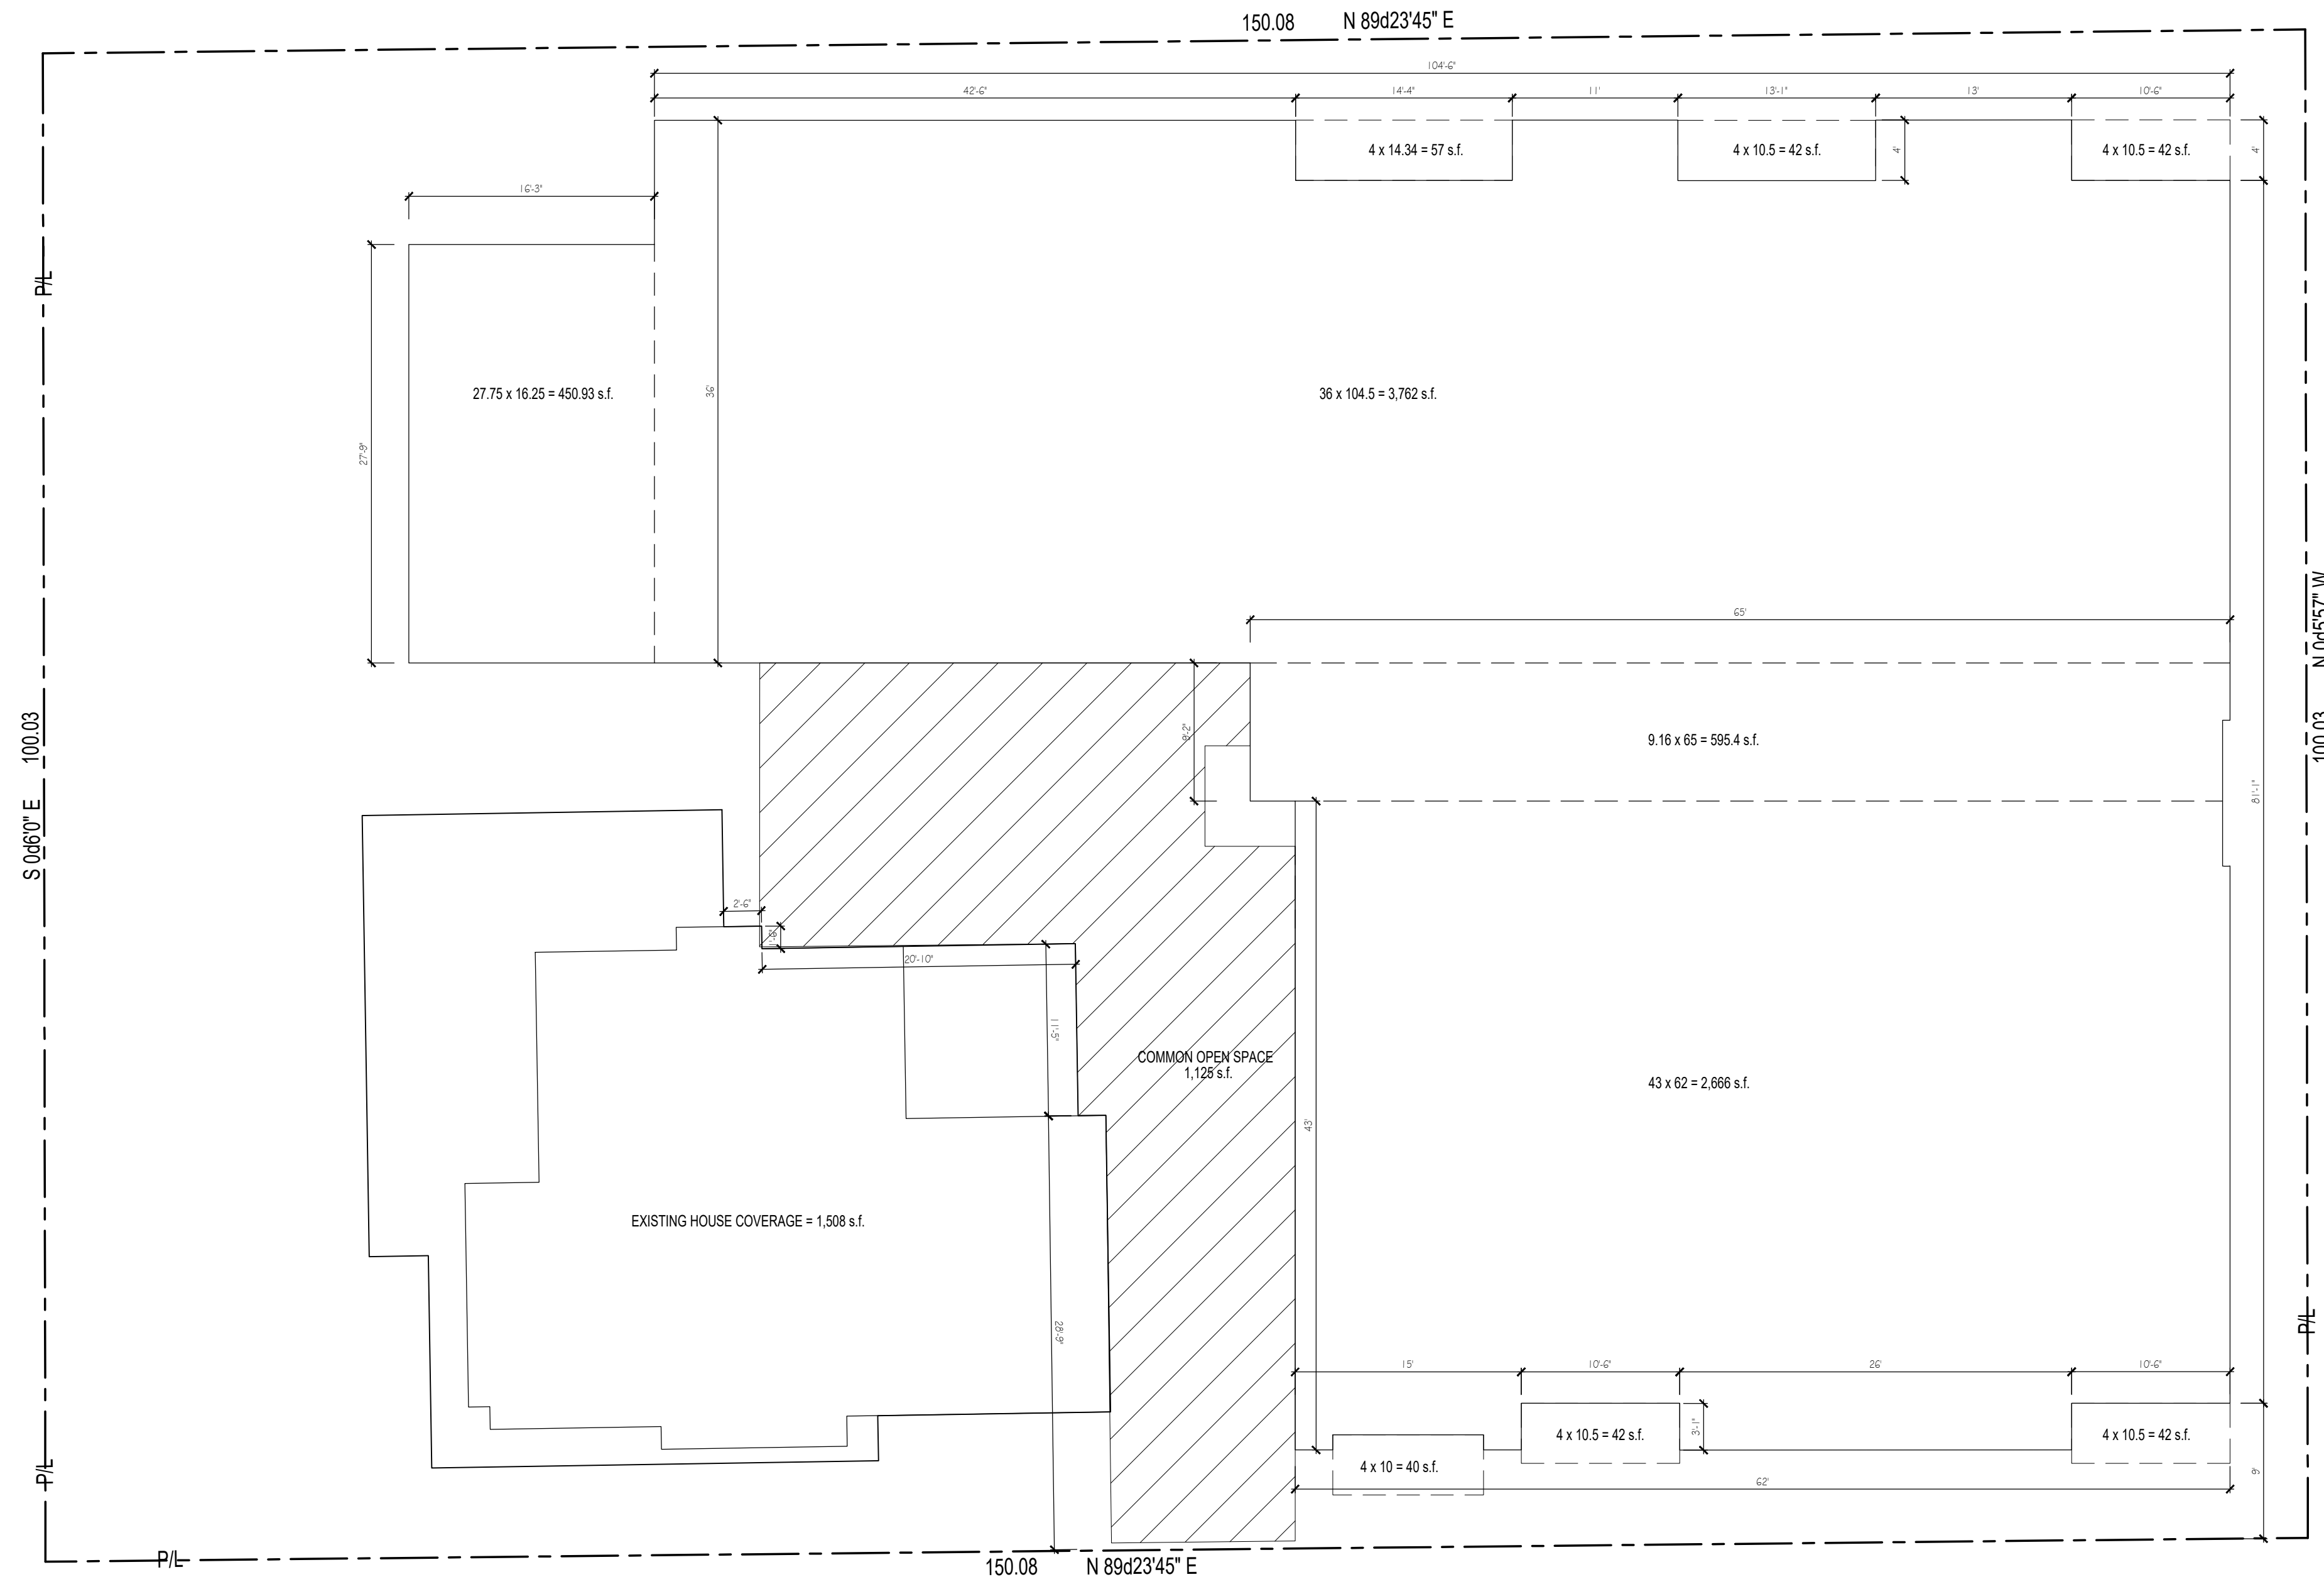 150.08 N 89d23'45" E
104'-6"
42'-6" 14'-4" 11' 13'-1" 13' 10'-6"
4 x 14.34 = 57 s.f. 4 x 10.5 = 42 s.f. 4' 4 x 10.5 = 42 s.f. 4'
16'-3"
P/L
27.75 x 16.25 = 450.93 s.f. 36' 36 x 104.5 = 3,762 s.f.
27'-9"
65'
N 0d5'57" W 100.03
S 0d6'0" E 100.03
9'-2" 9.16 x 65 = 595.4 s.f.
81'-1"
2'-6"
1'-6"
20'-10"
11'-5"
COMMON OPEN SPACE
1,125 s.f.
43 x 62 = 2,666 s.f.
43'
EXISTING HOUSE COVERAGE = 1,508 s.f.
28'-9"
P/L
15' 10'-6" 26' 10'-6"
4 x 10.5 = 42 s.f. 3'-1" 4 x 10.5 = 42 s.f.
4 x 10 = 40 s.f.
P/L
62' 9'
P/L
150.08 N 89d23'45" E